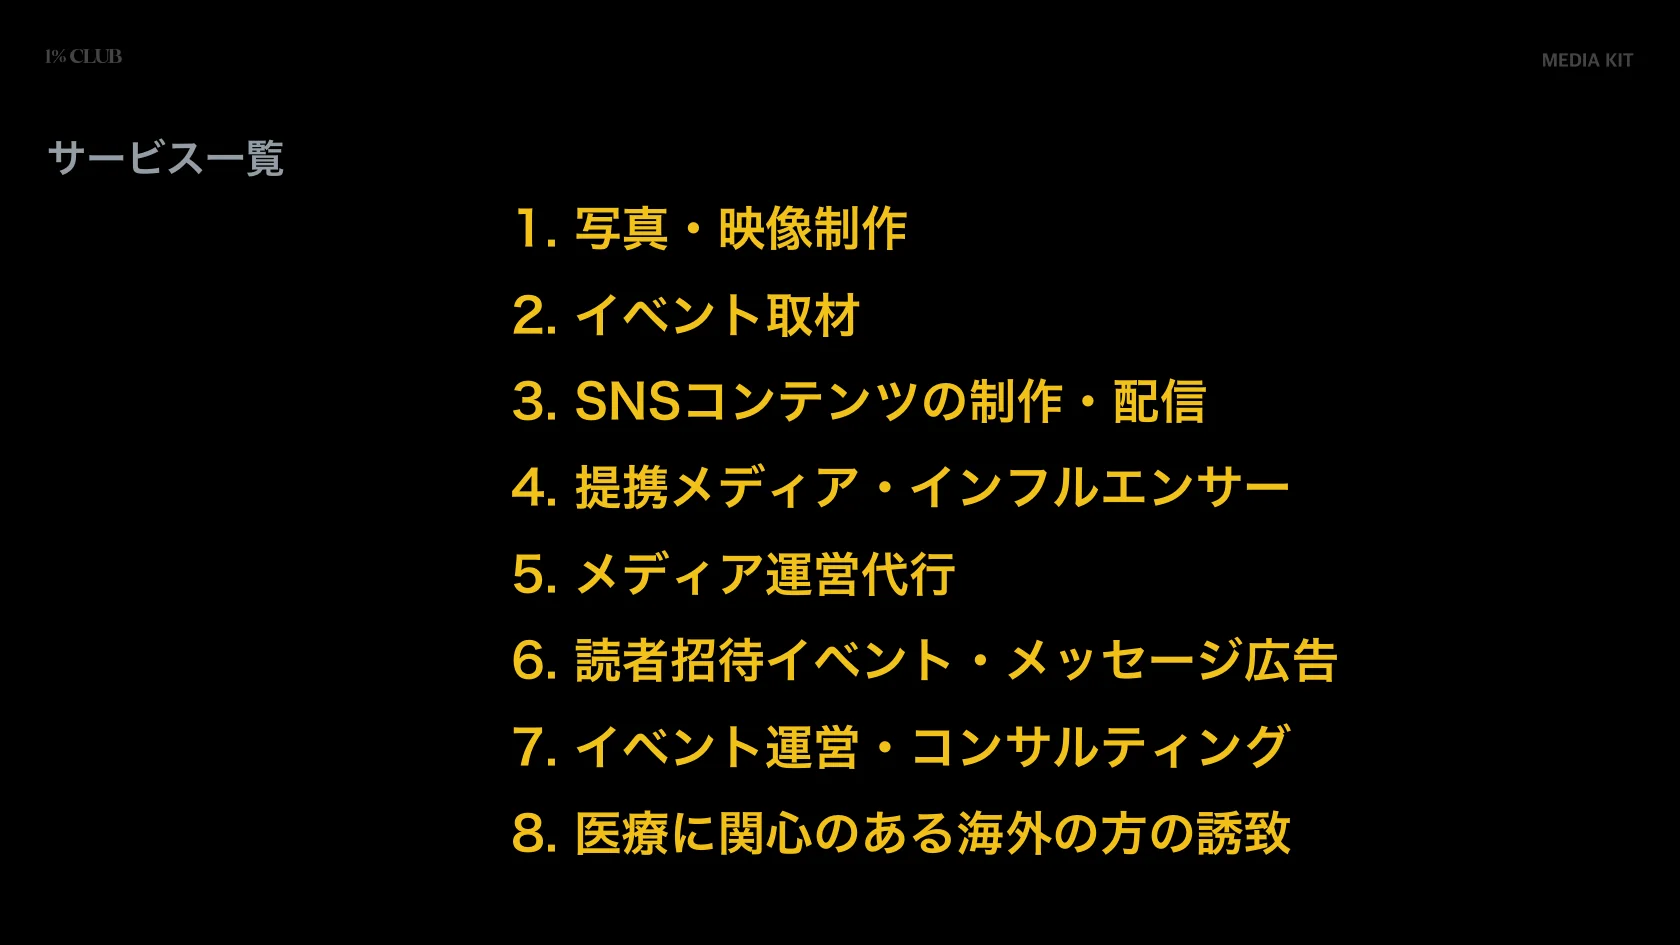 1% CLUB
MEDIA KIT
サービス一覧
1. 写真・映像制作
2. イベント取材
3. SNSコンテンツの制作・配信
4. 提携メディア・インフルエンサー
5. メディア運営代行
6. 読者招待イベント・メッセージ広告
7. イベント運営・コンサルティング
8. 医療に関心のある海外の方の誘致